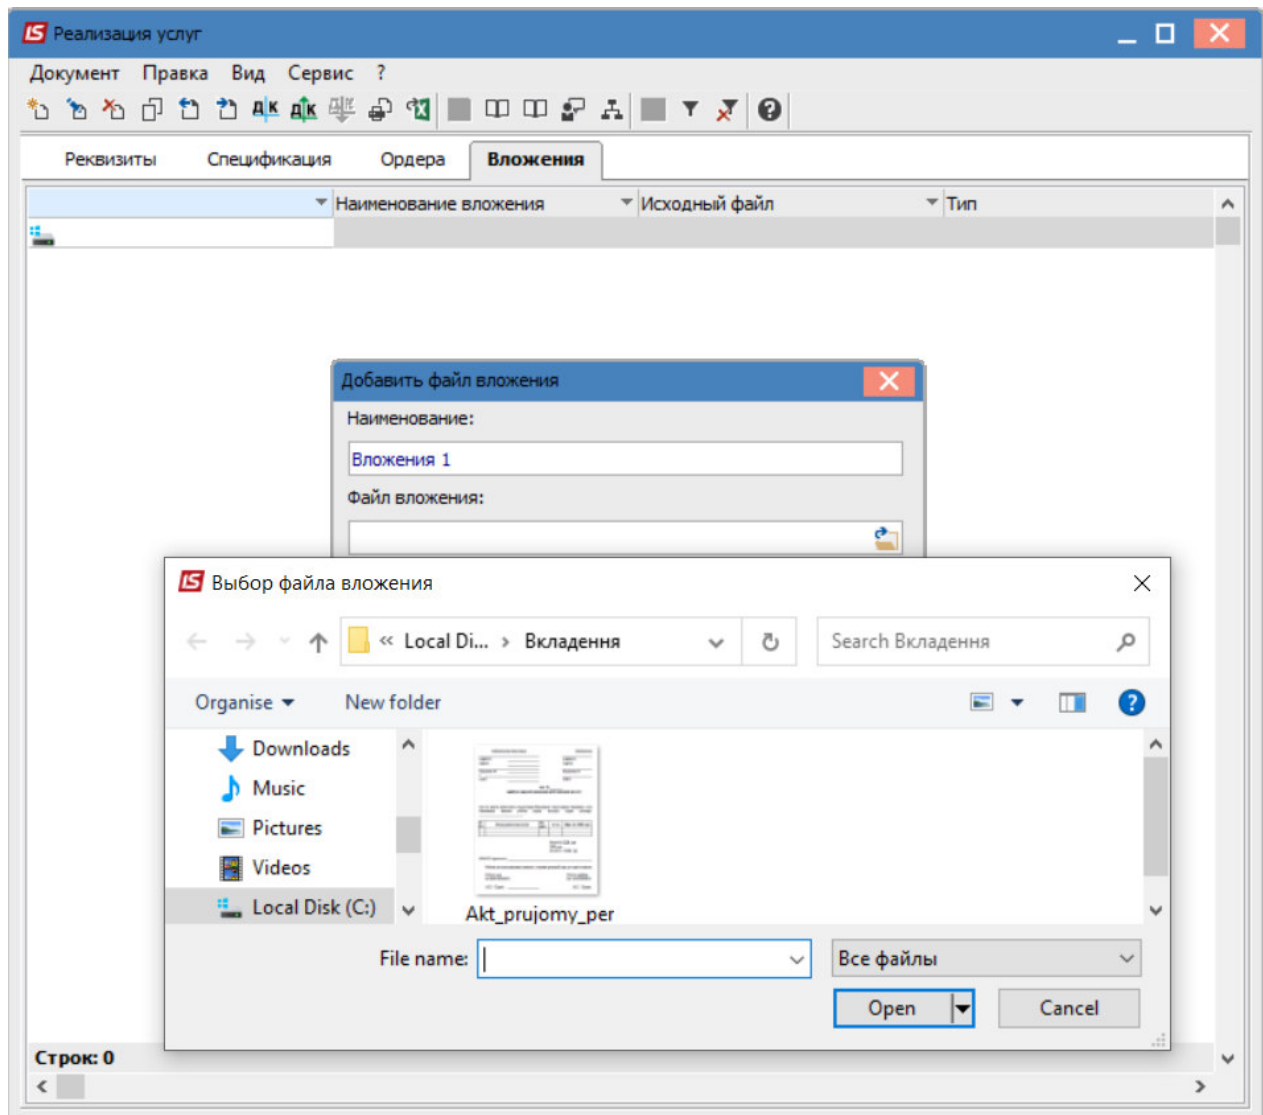 Реализация услуг
Документ Правка Вид Сервис ?
Реквизиты Спецификация Ордера Вложения
Наименование вложения Исходный файл Тип
Добавить файл вложения
Наименование:
Вложения 1
Файл вложения:
Выбор файла вложения
« Local Di... › Вкладення Search Вкладення
Organise New folder
Downloads
Music
Pictures
Videos
Local Disk (C:)
Akt_prujomy_per
File name: Все файлы
Open Cancel
Строк: 0